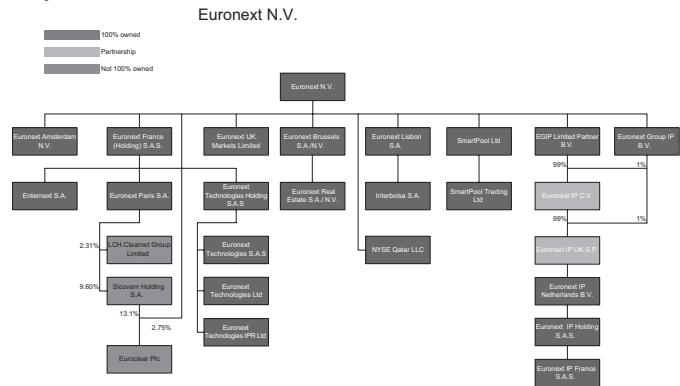 Euronext N.V.
100% owned
Partnership
Not 100% owned
Euronext N.V.
Euronext Amsterdam
N.V.
Euronext France
(Holding) S.A.S.
Euronext UK
Markets Limited
Euronext Brussels
S.A./N.V.
Euronext Lisbon
S.A.
SmartPool Ltd
EGIP Limited Partner
B.V.
Euronext Group IP
B.V.
99%
1%
Enternext S.A.
Euronext Paris S.A.
Euronext
Technologies Holding
S.A.S
Euronext Real
Estate S.A./ N.V.
Interbolsa S.A.
SmartPool Trading
Ltd
Euronext IP C.V.
99%
1%
2.31%
LCH.Clearnet Group
Limited
Euronext
Technologies S.A.S
NYSE Qatar LLC
Euronext IP UK S.P.
9.60%
Sicovam Holding
S.A.
Euronext
Technologies Ltd
Euronext IP
Netherlands B.V.
13.1%
2.75%
Euronext
Technologies IPR Ltd
Euronext IP Holding
S.A.S.
Euroclear Plc
Euronext IP France
S.A.S.